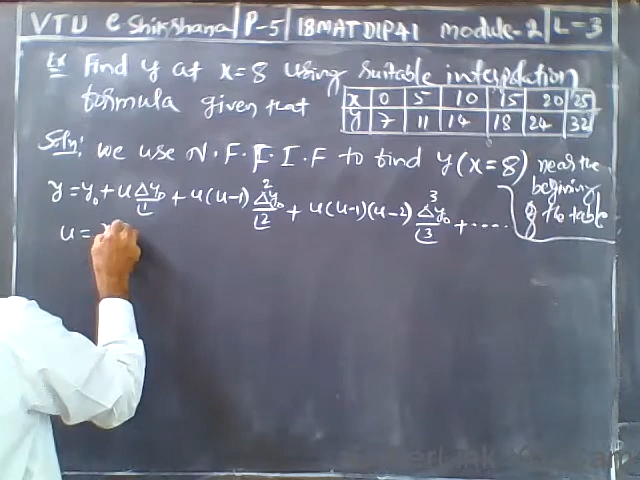 VTU e Shikshana P-5 18MATDIP41 module-2 L-3
Ex Find y at x=8 using suitable interpolation
formula given that
x 0 5 10 15 20 25
y 7 11 14 18 24 32
Soln: we use N.F.F.I.F to find y(x=8) near the
begining
of the table
y = y₀ + u Δy₀/⌊1 + u(u-1) Δ²y₀/⌊2 + u(u-1)(u-2) Δ³y₀/⌊3 + ....
u =